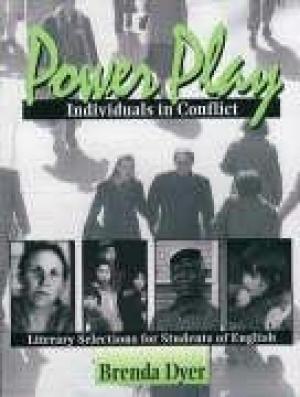 Power Play
Individuals in Conflict
Literary Selections for Students of English
Brenda Dyer